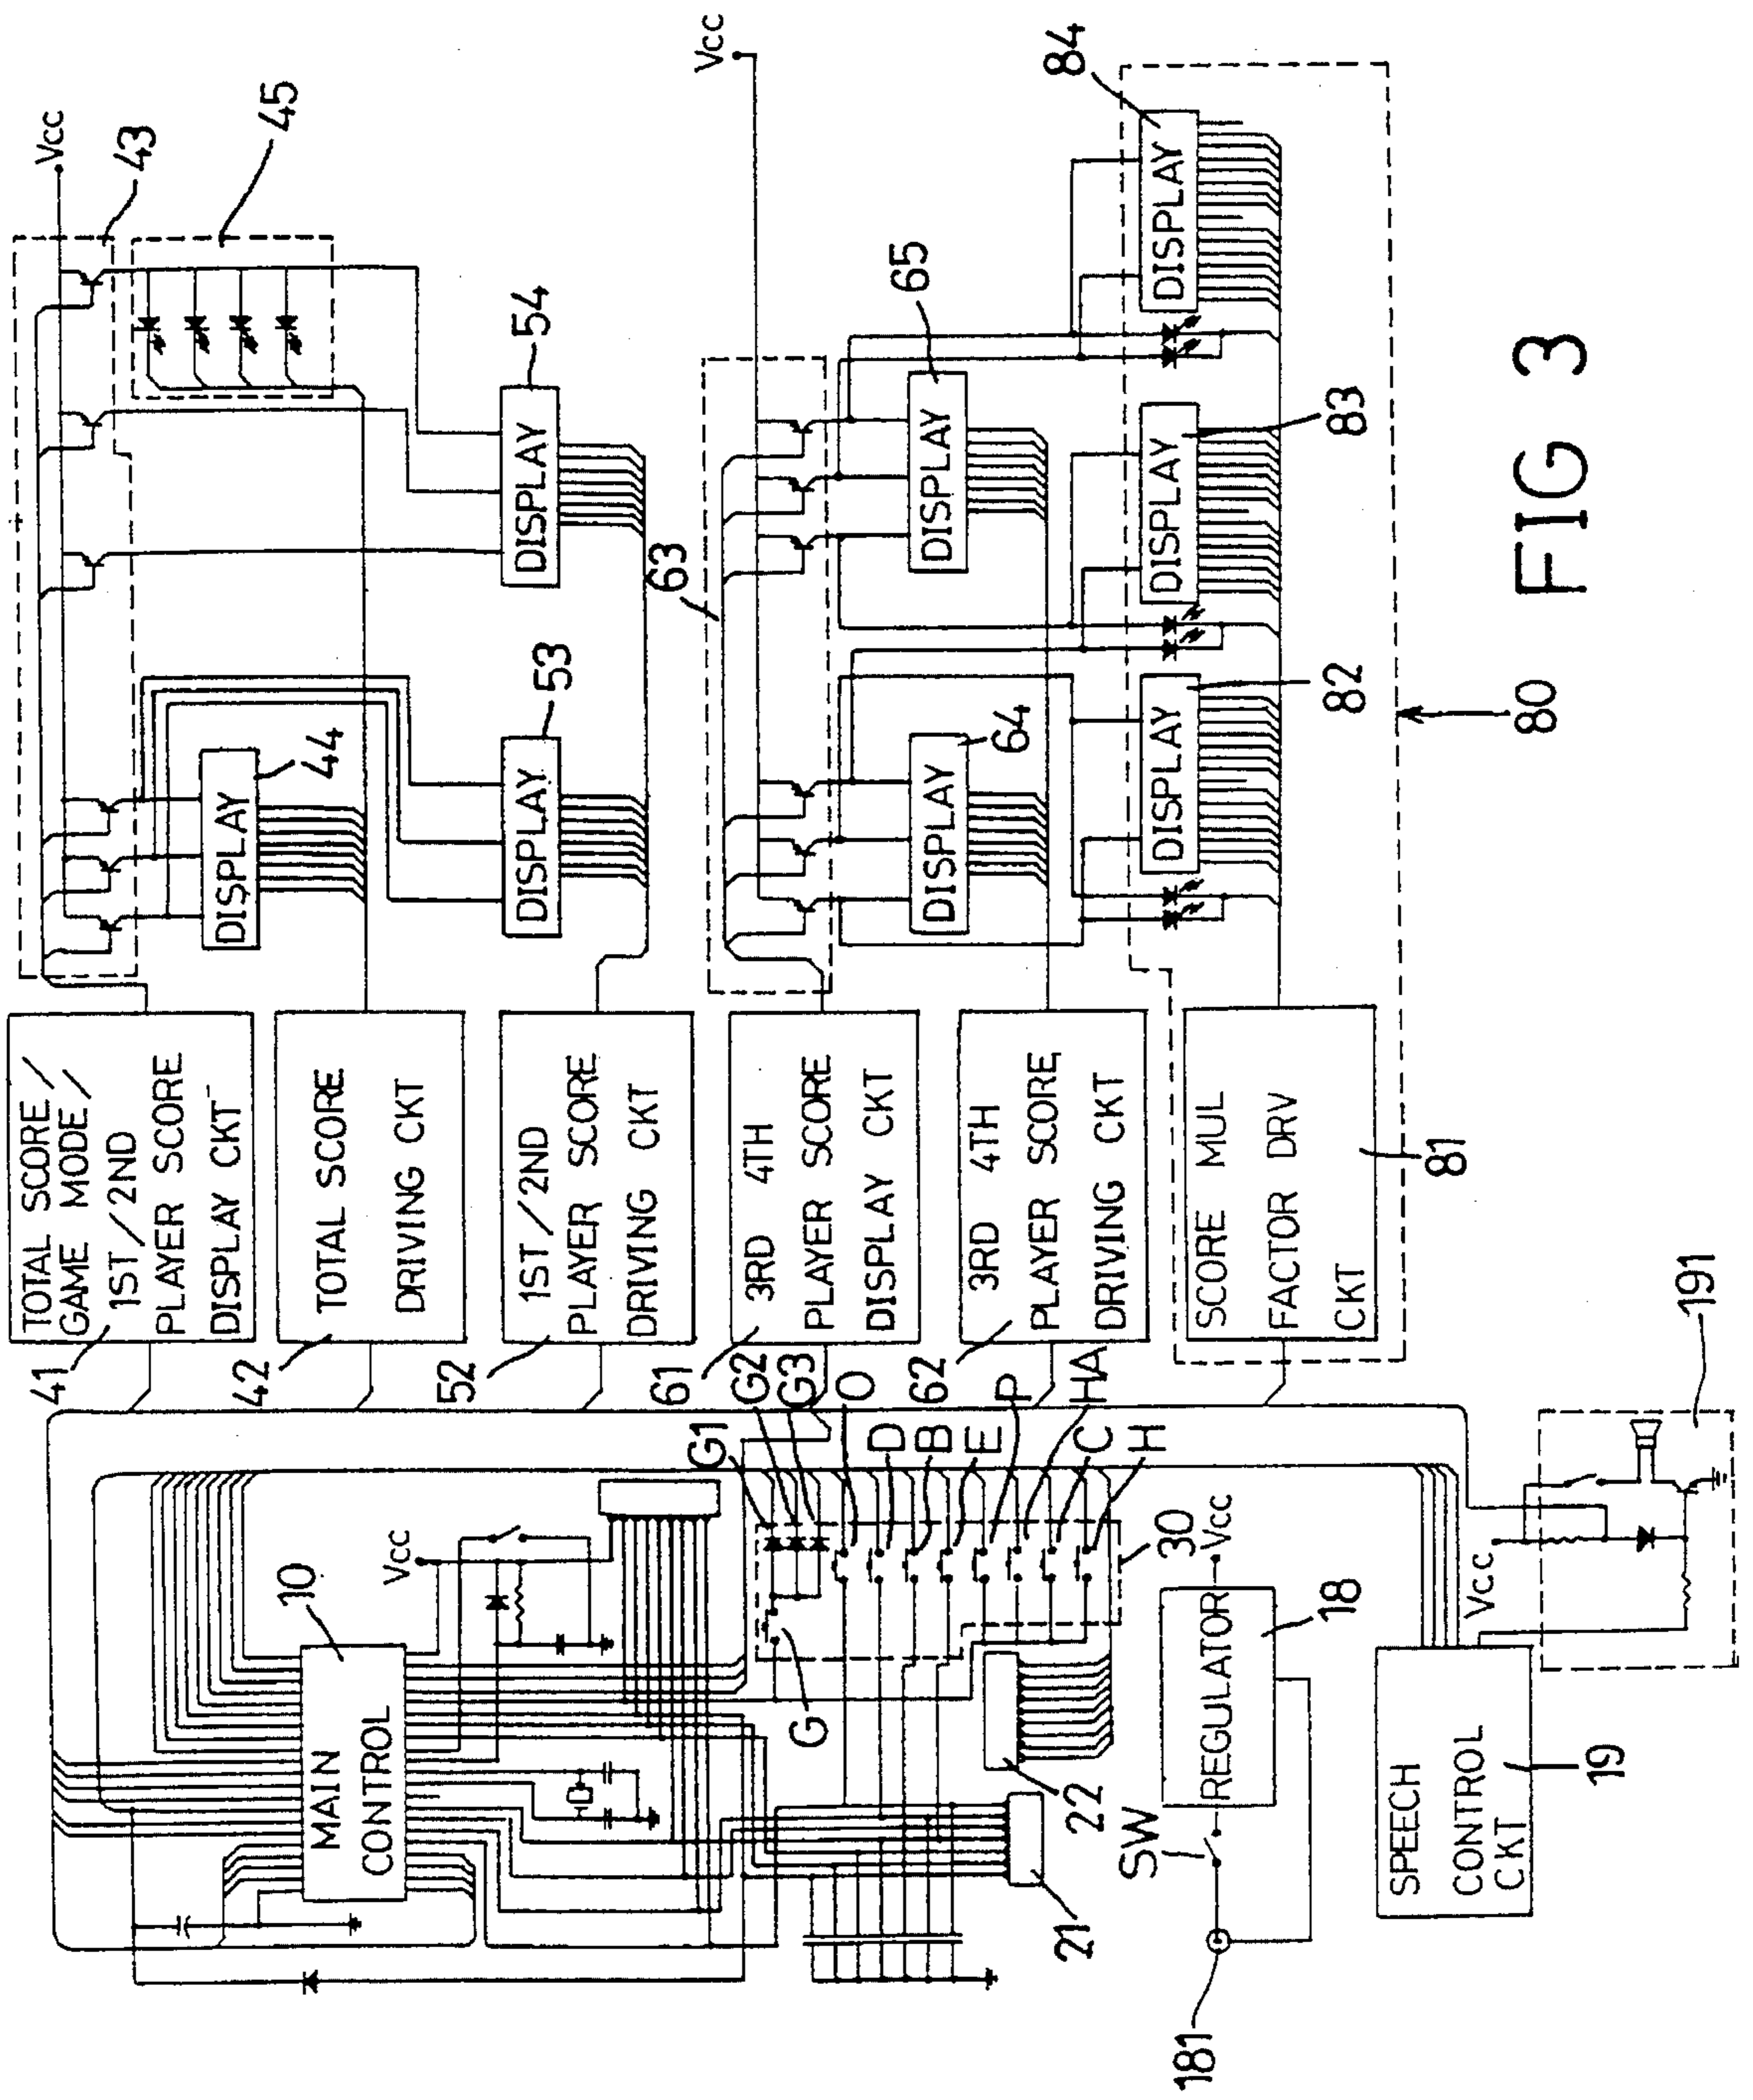 Vcc
43
45
TOTAL SCORE/
GAME MODE/
1ST/2ND
PLAYER SCORE
DISPLAY CKT
41
DISPLAY
44
TOTAL SCORE
DRIVING CKT
42
DISPLAY
53
DISPLAY
54
1ST/2ND
PLAYER SCORE
DRIVING CKT
52
Vcc
63
3RD 4TH
PLAYER SCORE
DISPLAY CKT
61
DISPLAY
64
DISPLAY
65
3RD 4TH
PLAYER SCORE
DRIVING CKT
62
84
DISPLAY
82
DISPLAY
83
DISPLAY
SCORE MUL
FACTOR DRV
CKT
81
80
FIG 3
MAIN
CONTROL
10
Vcc
G1
G2
G3
O
D
B
E
P
HA
C
H
G
30
21
22
SW
REGULATOR
Vcc
18
181
SPEECH
CONTROL
CKT
19
Vcc
191